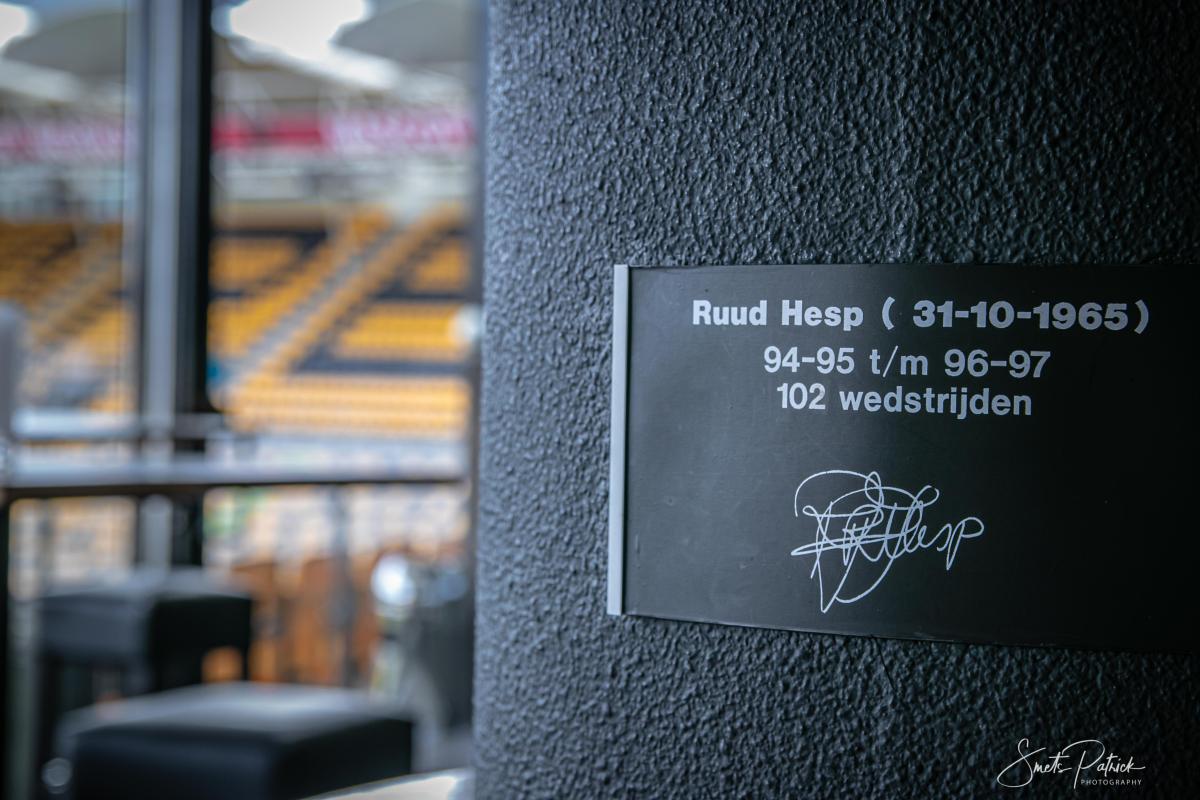 Ruud Hesp ( 31-10-1965)
94-95 t/m 96-97
102 wedstrijden
Smets Patrick
PHOTOGRAPHY